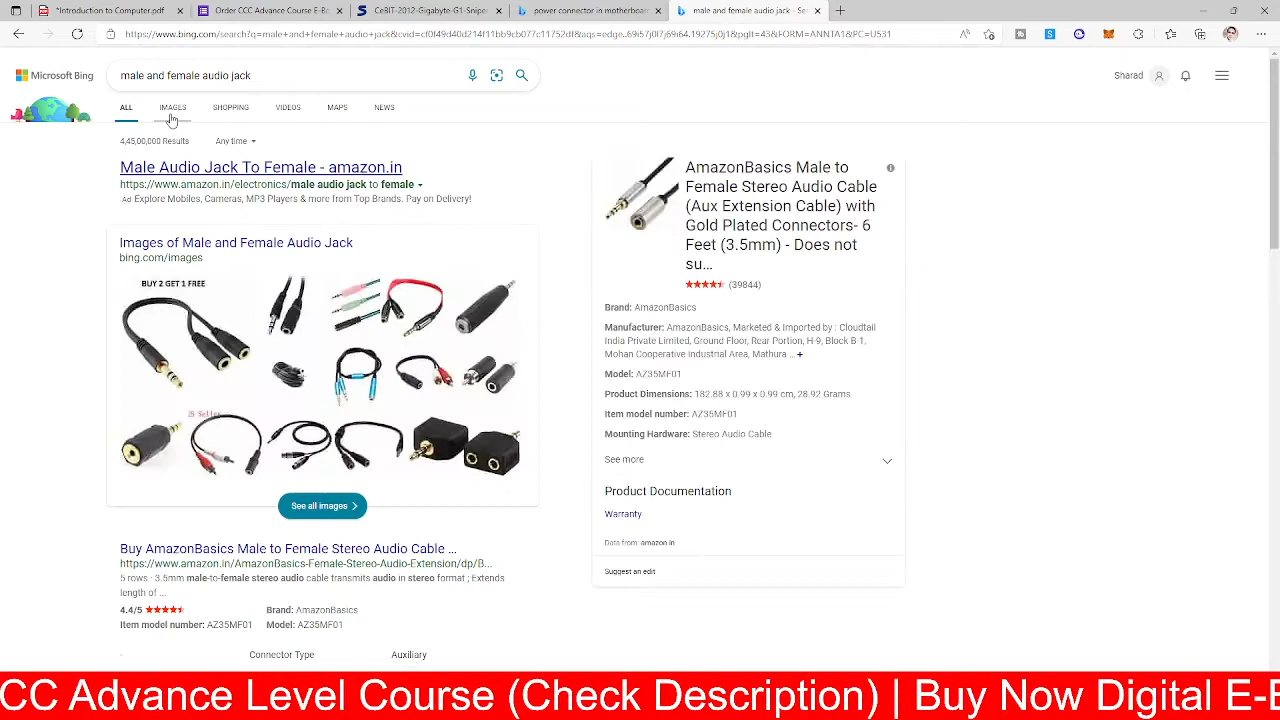 "Introduction to Computer".pdf
Order CCC Advance Course E-Bo
CeBIT-2012-Gigabyte-G1-Sniper
power connector in motherboard
male and female audio jack - Sea
https://www.bing.com/search?q=male+and+female+audio+jack&cvid=cf0f49d40d214f11bb9cb077c11752df&aqs=edge..69i57j0l7j69i64.19275j0j1&pglt=43&FORM=ANNTA1&PC=U531
Microsoft Bing
male and female audio jack
Sharad
ALL
IMAGES
SHOPPING
VIDEOS
MAPS
NEWS
4,45,00,000 Results
Any time
Male Audio Jack To Female - amazon.in
https://www.amazon.in/electronics/male audio jack to female
Ad Explore Mobiles, Cameras, MP3 Players & more from Top Brands. Pay on Delivery!
Images of Male and Female Audio Jack
bing.com/images
BUY 2 GET 1 FREE
2S Seller
See all images
Buy AmazonBasics Male to Female Stereo Audio Cable ...
https://www.amazon.in/AmazonBasics-Female-Stereo-Audio-Extension/dp/B...
5 rows · 3.5mm male-to-female stereo audio cable transmits audio in stereo format ; Extends
length of ...
4.4/5
Brand: AmazonBasics
Item model number: AZ35MF01
Model: AZ35MF01
-
Connector Type
Auxiliary
AmazonBasics Male to
Female Stereo Audio Cable
(Aux Extension Cable) with
Gold Plated Connectors- 6
Feet (3.5mm) - Does not
su...
(39844)
Brand: AmazonBasics
Manufacturer: AmazonBasics, Marketed & Imported by : Cloudtail
India Private Limited, Ground Floor, Rear Portion, H-9, Block B-1,
Mohan Cooperative Industrial Area, Mathura ... +
Model: AZ35MF01
Product Dimensions: 182.88 x 0.99 x 0.99 cm, 28.92 Grams
Item model number: AZ35MF01
Mounting Hardware: Stereo Audio Cable
See more
Product Documentation
Warranty
Data from: amazon.in
Suggest an edit
CC Advance Level Course (Check Description) | Buy Now Digital E-B